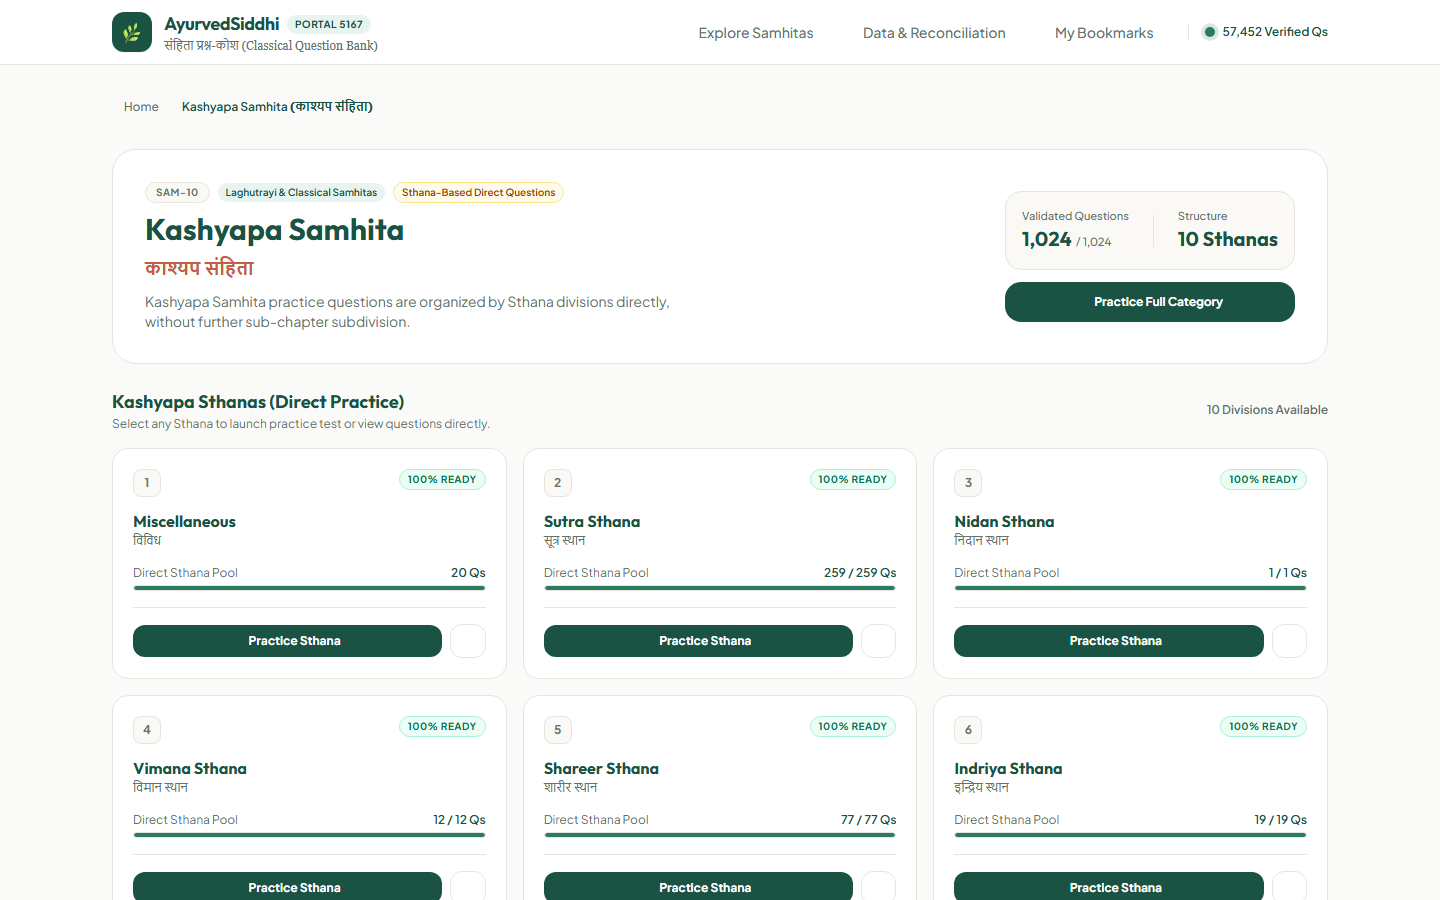 AyurvedSiddhi PORTAL 5167
संहिता प्रश्न-कोश (Classical Question Bank)
Explore Samhitas Data & Reconciliation My Bookmarks 57,452 Verified Qs
Home Kashyapa Samhita (काश्यप संहिता)
SAM-10 Laghutrayi & Classical Samhitas Sthana-Based Direct Questions
Kashyapa Samhita
काश्यप संहिता
Kashyapa Samhita practice questions are organized by Sthana divisions directly,
without further sub-chapter subdivision.
Validated Questions Structure
1,024 / 1,024 10 Sthanas
Practice Full Category
Kashyapa Sthanas (Direct Practice)
Select any Sthana to launch practice test or view questions directly.
10 Divisions Available
1 100% READY
Miscellaneous
विविध
Direct Sthana Pool 20 Qs
Practice Sthana
2 100% READY
Sutra Sthana
सूत्र स्थान
Direct Sthana Pool 259 / 259 Qs
Practice Sthana
3 100% READY
Nidan Sthana
निदान स्थान
Direct Sthana Pool 1 / 1 Qs
Practice Sthana
4 100% READY
Vimana Sthana
विमान स्थान
Direct Sthana Pool 12 / 12 Qs
Practice Sthana
5 100% READY
Shareer Sthana
शारीर स्थान
Direct Sthana Pool 77 / 77 Qs
Practice Sthana
6 100% READY
Indriya Sthana
इन्द्रिय स्थान
Direct Sthana Pool 19 / 19 Qs
Practice Sthana